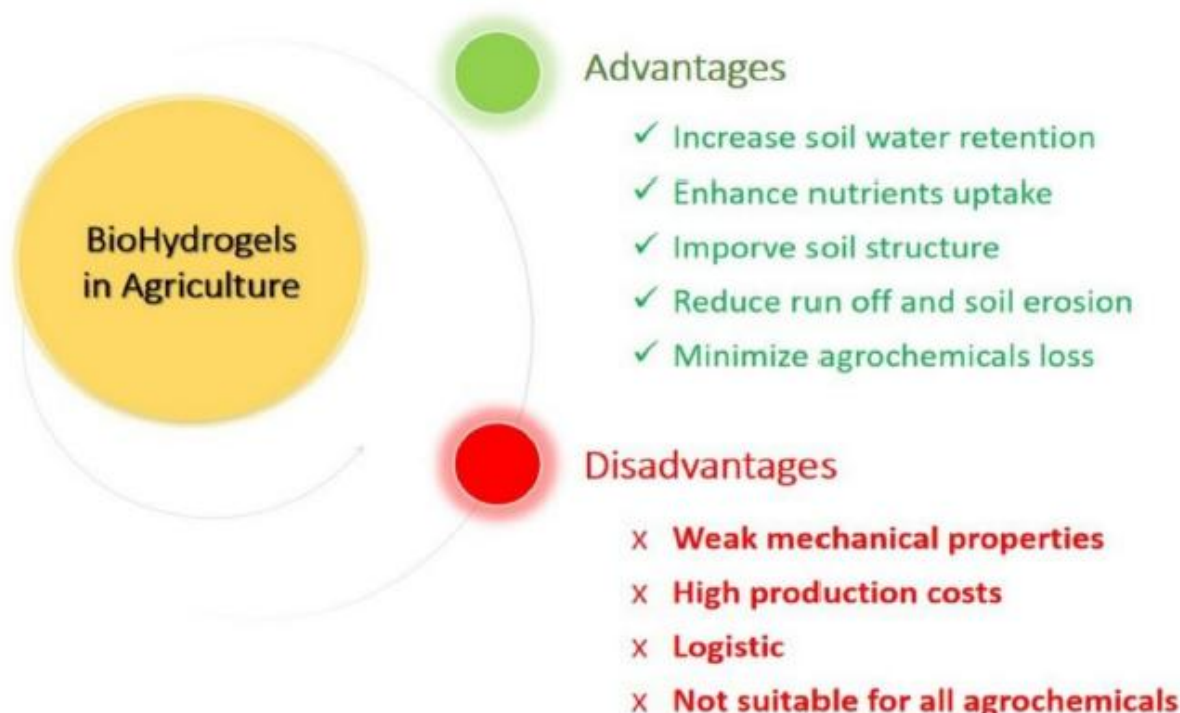 BioHydrogels
in Agriculture
Advantages
✓ Increase soil water retention
✓ Enhance nutrients uptake
✓ Imporve soil structure
✓ Reduce run off and soil erosion
✓ Minimize agrochemicals loss
Disadvantages
x Weak mechanical properties
x High production costs
x Logistic
x Not suitable for all agrochemicals